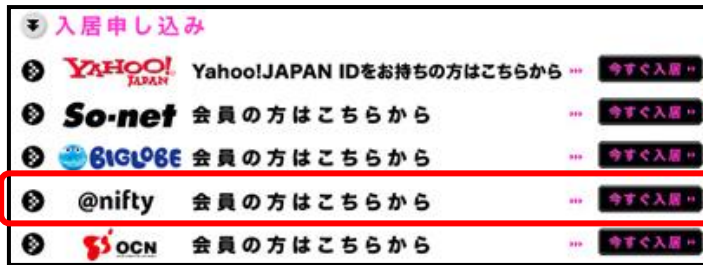 入居申し込み
YAHOO! JAPAN Yahoo!JAPAN IDをお持ちの方はこちらから 今すぐ入居
So-net 会員の方はこちらから 今すぐ入居
BIGLOBE 会員の方はこちらから 今すぐ入居
@nifty 会員の方はこちらから 今すぐ入居
OCN 会員の方はこちらから 今すぐ入居